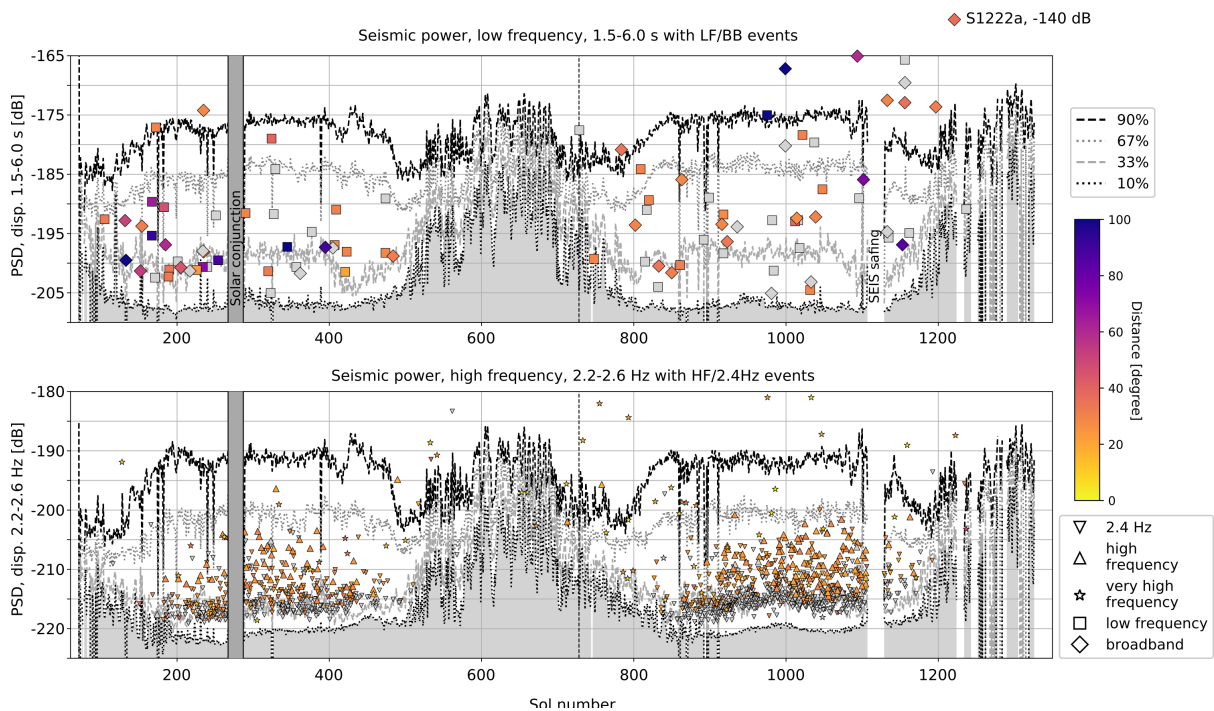 S1222a, -140 dB
Seismic power, low frequency, 1.5-6.0 s with LF/BB events
PSD, disp. 1.5-6.0 s [dB]
-165
-175
-185
-195
-205
Solar conjunction
SEIS safing
200
400
600
800
1000
1200
90%
67%
33%
10%
100
80
60
40
20
0
Distance [degree]
Seismic power, high frequency, 2.2-2.6 Hz with HF/2.4Hz events
PSD, disp. 2.2-2.6 Hz [dB]
-180
-190
-200
-210
-220
200
400
600
800
1000
1200
Sol number
2.4 Hz
high
frequency
very high
frequency
low frequency
broadband